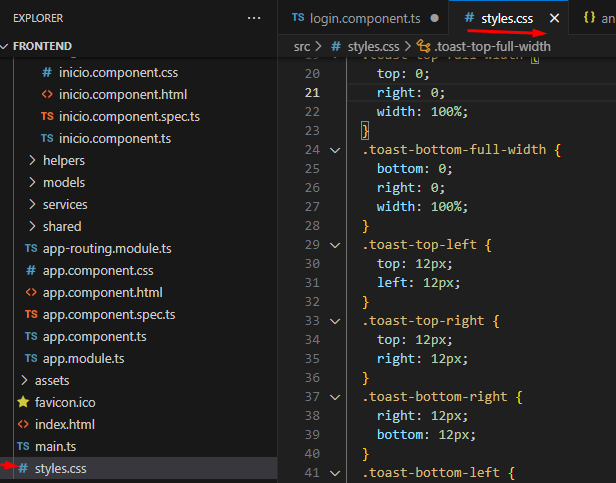 EXPLORER
FRONTEND
inicio.component.css
inicio.component.html
inicio.component.spec.ts
inicio.component.ts
helpers
models
services
shared
app-routing.module.ts
app.component.css
app.component.html
app.component.spec.ts
app.component.ts
app.module.ts
assets
favicon.ico
index.html
main.ts
styles.css
login.component.ts
styles.css
{} an
src > # styles.css > .toast-top-full-width
19 .toast-top-full-width {
20 top: 0;
21 right: 0;
22 width: 100%;
23 }
24 .toast-bottom-full-width {
25 bottom: 0;
26 right: 0;
27 width: 100%;
28 }
29 .toast-top-left {
30 top: 12px;
31 left: 12px;
32 }
33 .toast-top-right {
34 top: 12px;
35 right: 12px;
36 }
37 .toast-bottom-right {
38 right: 12px;
39 bottom: 12px;
40 }
41 .toast-bottom-left {